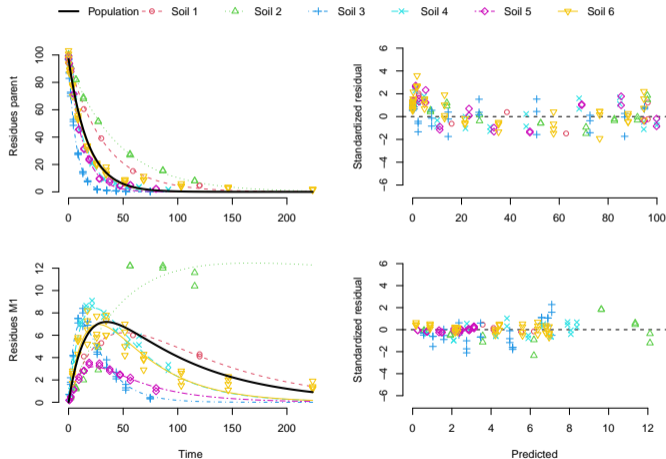 Population Soil 1 Soil 2 Soil 3 Soil 4 Soil 5 Soil 6
Residues parent
100
80
60
40
20
0
0 50 100 150 200
Standardized residual
6
4
2
0
−2
−4
−6
0 20 40 60 80 100
Residues M1
12
10
8
6
4
2
0
0 50 100 150 200
Time
Standardized residual
6
4
2
0
−2
−4
−6
0 2 4 6 8 10 12
Predicted